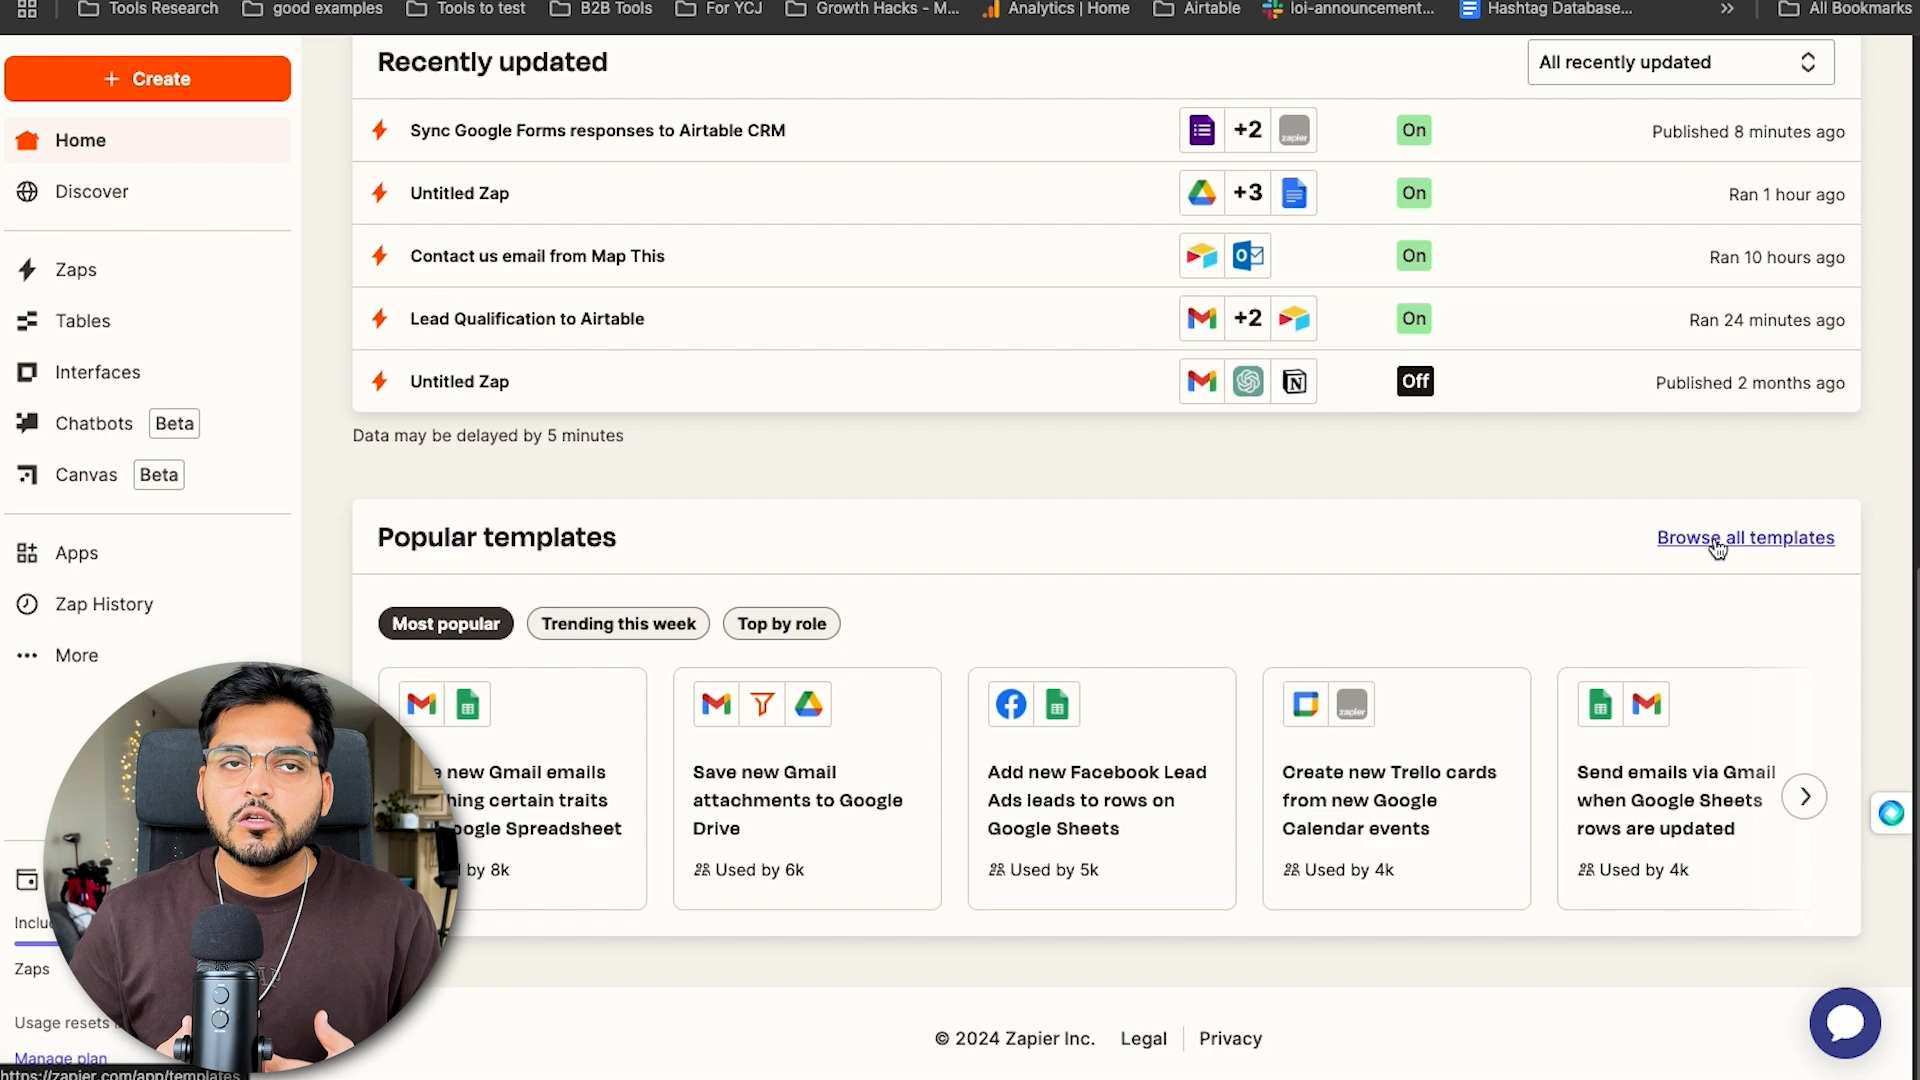 Tools Research
good examples
Tools to test
B2B Tools
For YCJ
Growth Hacks - M...
Analytics | Home
Airtable
loi-announcement...
Hashtag Database...
All Bookmarks
+ Create
Home
Discover
Zaps
Tables
Interfaces
Chatbots Beta
Canvas Beta
Apps
Zap History
More
Inclu
Zaps
Usage resets
Manage plan
https://zapier.com/app/templates
Recently updated
All recently updated
Sync Google Forms responses to Airtable CRM +2 zapier On Published 8 minutes ago
Untitled Zap +3 On Ran 1 hour ago
Contact us email from Map This On Ran 10 hours ago
Lead Qualification to Airtable +2 On Ran 24 minutes ago
Untitled Zap Off Published 2 months ago
Data may be delayed by 5 minutes
Popular templates
Browse all templates
Most popular
Trending this week
Top by role
new Gmail emails
hing certain traits
oogle Spreadsheet
by 8k
Save new Gmail
attachments to Google
Drive
Used by 6k
Add new Facebook Lead
Ads leads to rows on
Google Sheets
Used by 5k
zapier
Create new Trello cards
from new Google
Calendar events
Used by 4k
Send emails via Gmail
when Google Sheets
rows are updated
Used by 4k
© 2024 Zapier Inc.
Legal
Privacy